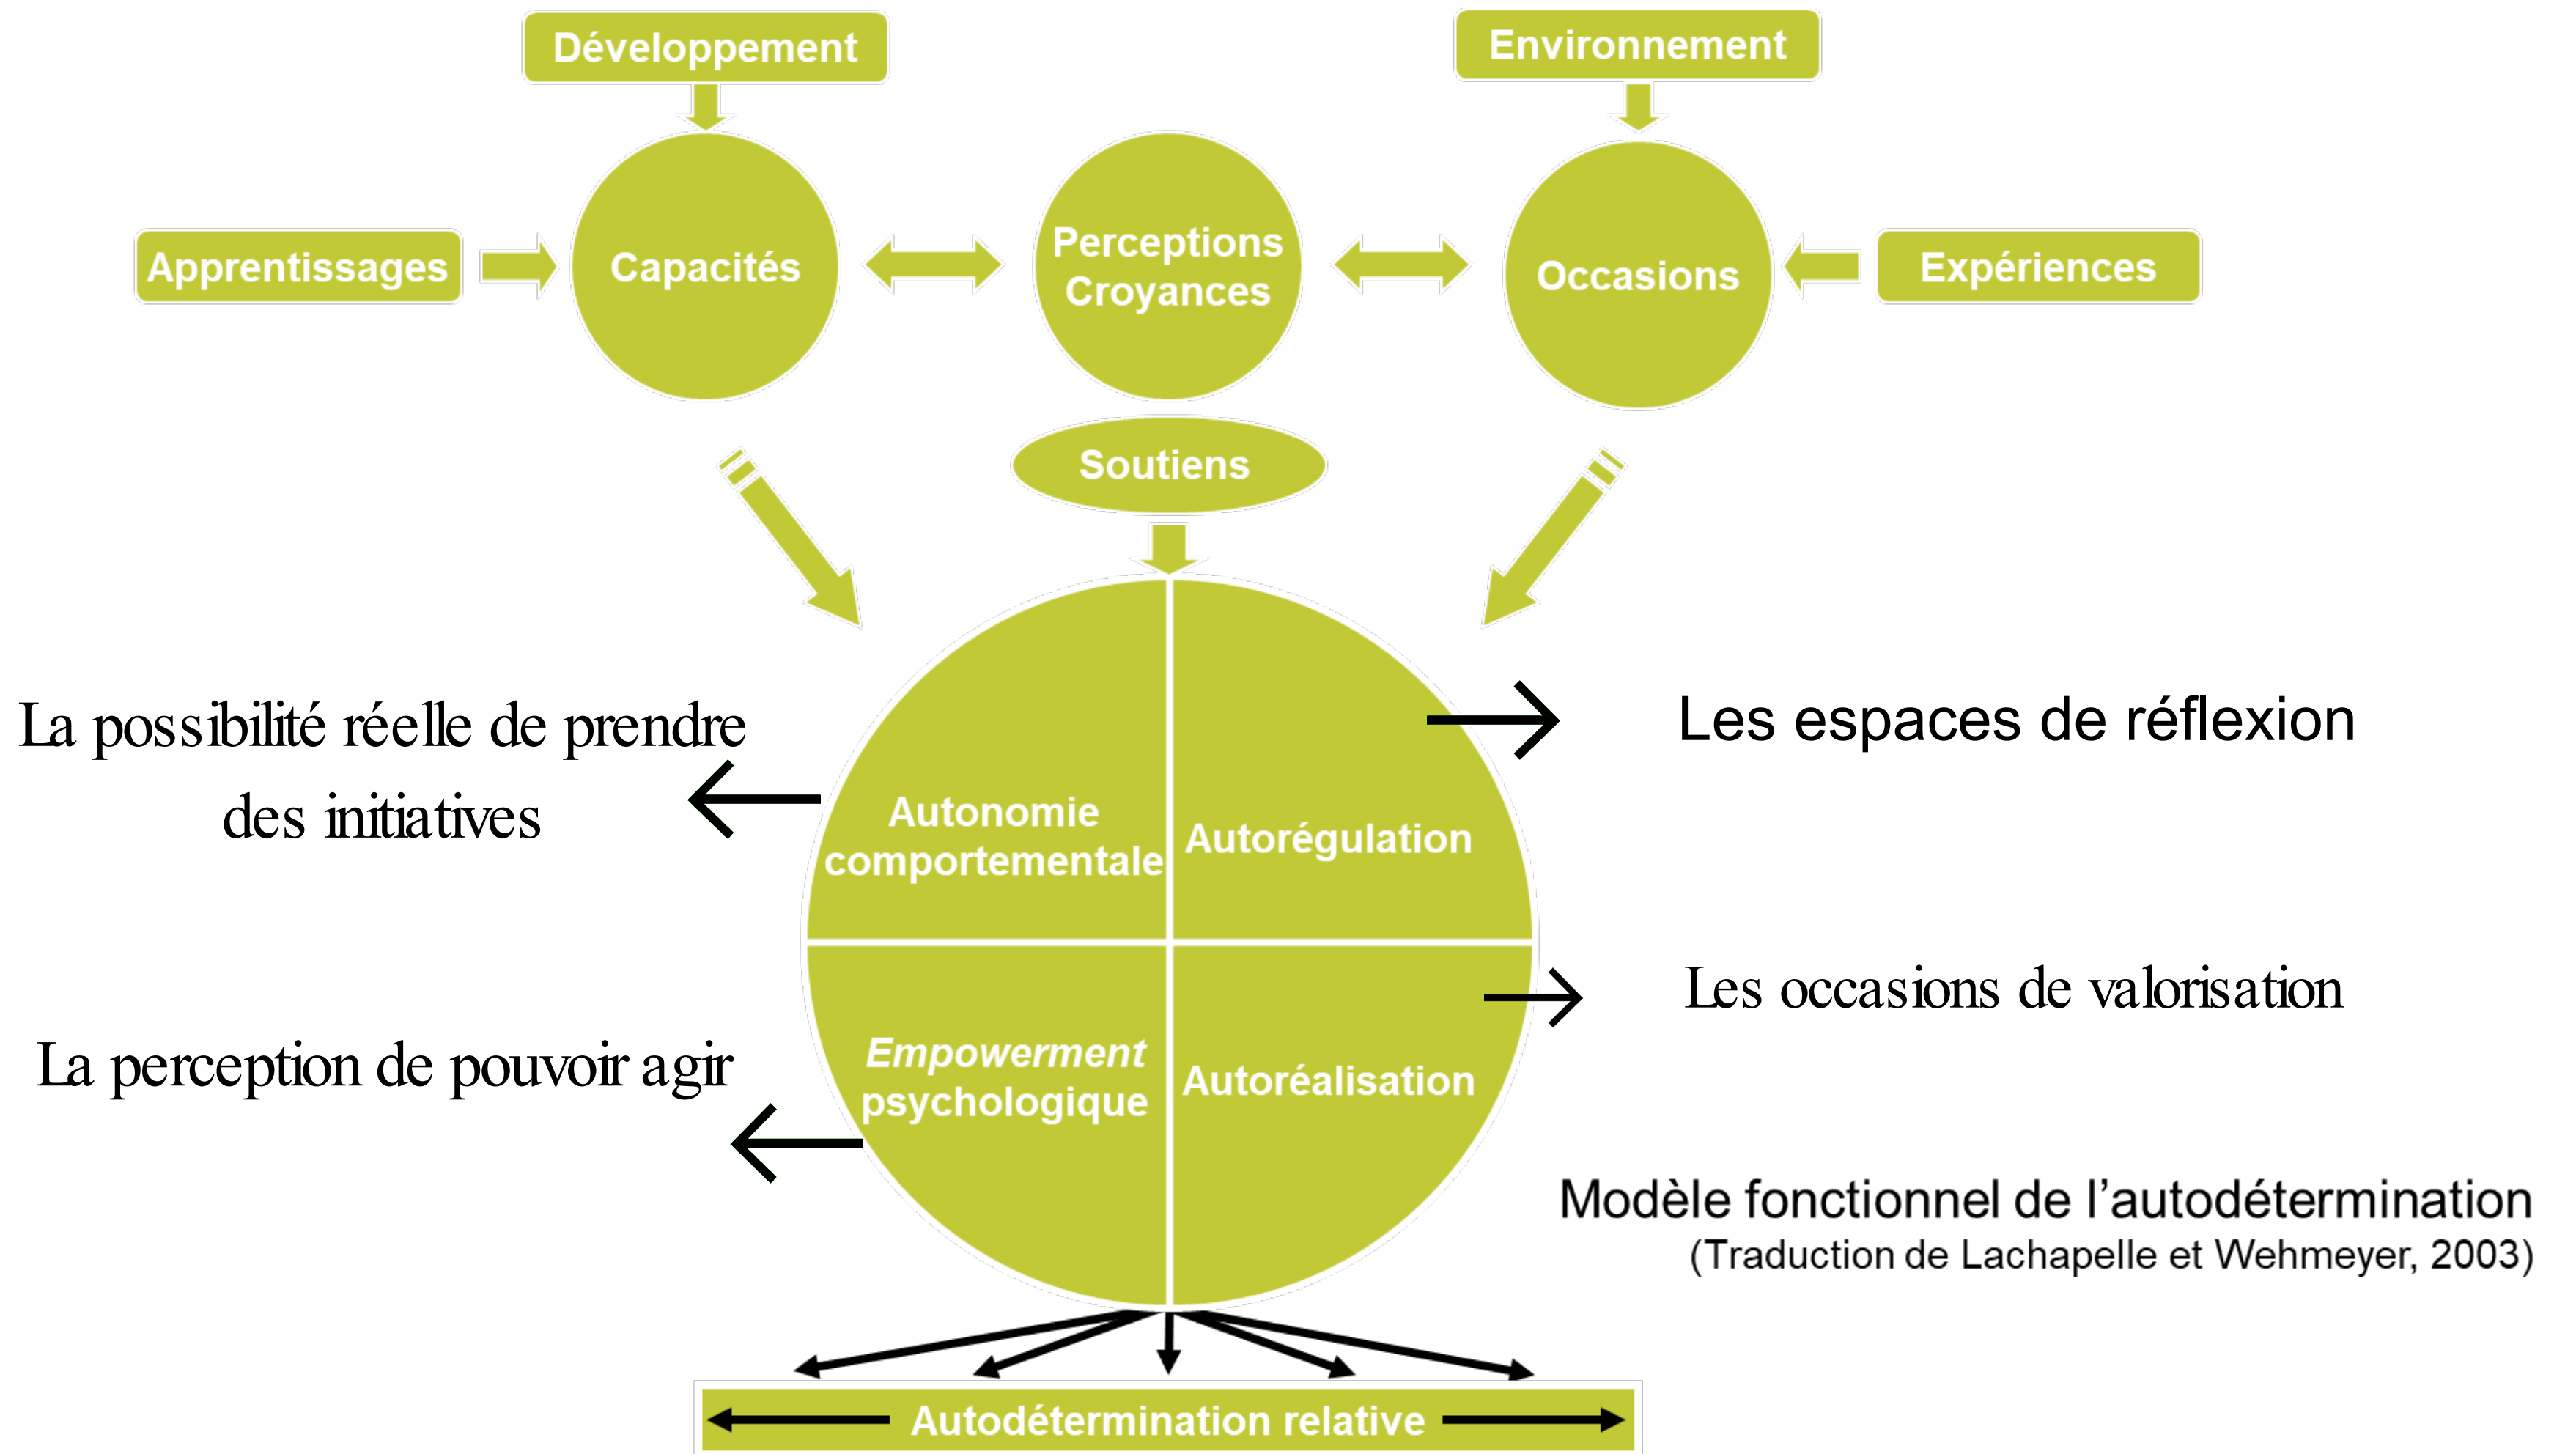 Développement
Environnement
Apprentissages
Capacités
Perceptions
Croyances
Occasions
Expériences
Soutiens
La possibilité réelle de prendre
des initiatives
Les espaces de réflexion
Autonomie
comportementale
Autorégulation
Les occasions de valorisation
La perception de pouvoir agir
Empowerment
psychologique
Autoréalisation
Modèle fonctionnel de l’autodétermination
(Traduction de Lachapelle et Wehmeyer, 2003)
Autodétermination relative